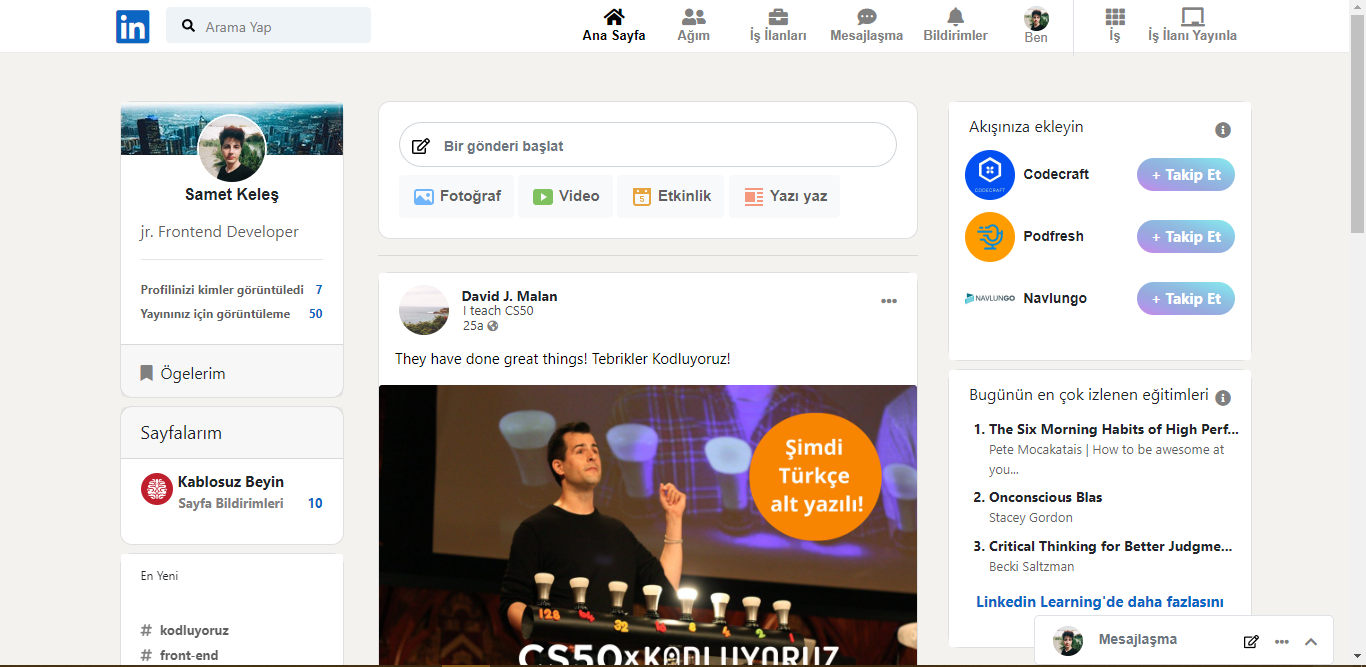 in
Arama Yap
Ana Sayfa
Ağım
İş İlanları
Mesajlaşma
Bildirimler
Ben
İş
İş İlanı Yayınla
Samet Keleş
jr. Frontend Developer
Profilinizi kimler görüntüledi 7
Yayınınız için görüntüleme 50
Ögelerim
Sayfalarım
Kablosuz Beyin
Sayfa Bildirimleri 10
En Yeni
# kodluyoruz
# front-end
Bir gönderi başlat
Fotoğraf
Video
5
Etkinlik
Yazı yaz
David J. Malan
I teach CS50
25a
They have done great things! Tebrikler Kodluyoruz!
Şimdi
Türkçe
alt yazılı!
128 64 32 16 8 4 2
CS50xKODLUYORUZ
Akışınıza ekleyin
CODECRAFT
Codecraft
+ Takip Et
Podfresh
+ Takip Et
NAVLUNGO
Navlungo
+ Takip Et
Bugünün en çok izlenen eğitimleri
1. The Six Morning Habits of High Perf...
Pete Mocakatais | How to be awesome at
you...
2. Onconscious Blas
Stacey Gordon
3. Critical Thinking for Better Judgme...
Becki Saltzman
Linkedin Learning'de daha fazlasını
Mesajlaşma